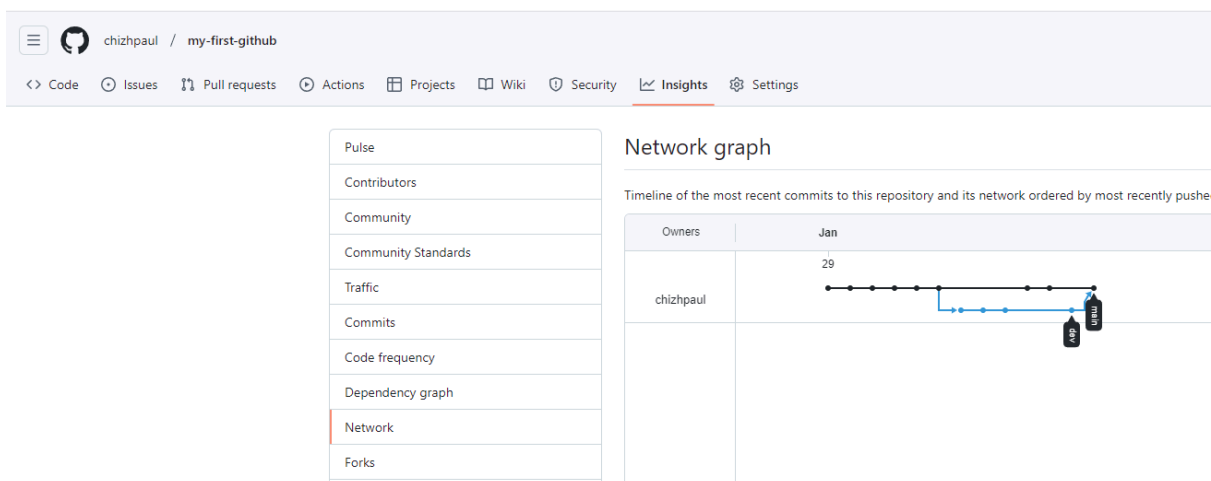 chizhpaul / my-first-github
<> Code Issues Pull requests Actions Projects Wiki Security Insights Settings
Pulse
Contributors
Community
Community Standards
Traffic
Commits
Code frequency
Dependency graph
Network
Forks
Network graph
Timeline of the most recent commits to this repository and its network ordered by most recently pushe
Owners Jan
29
chizhpaul
main
dev